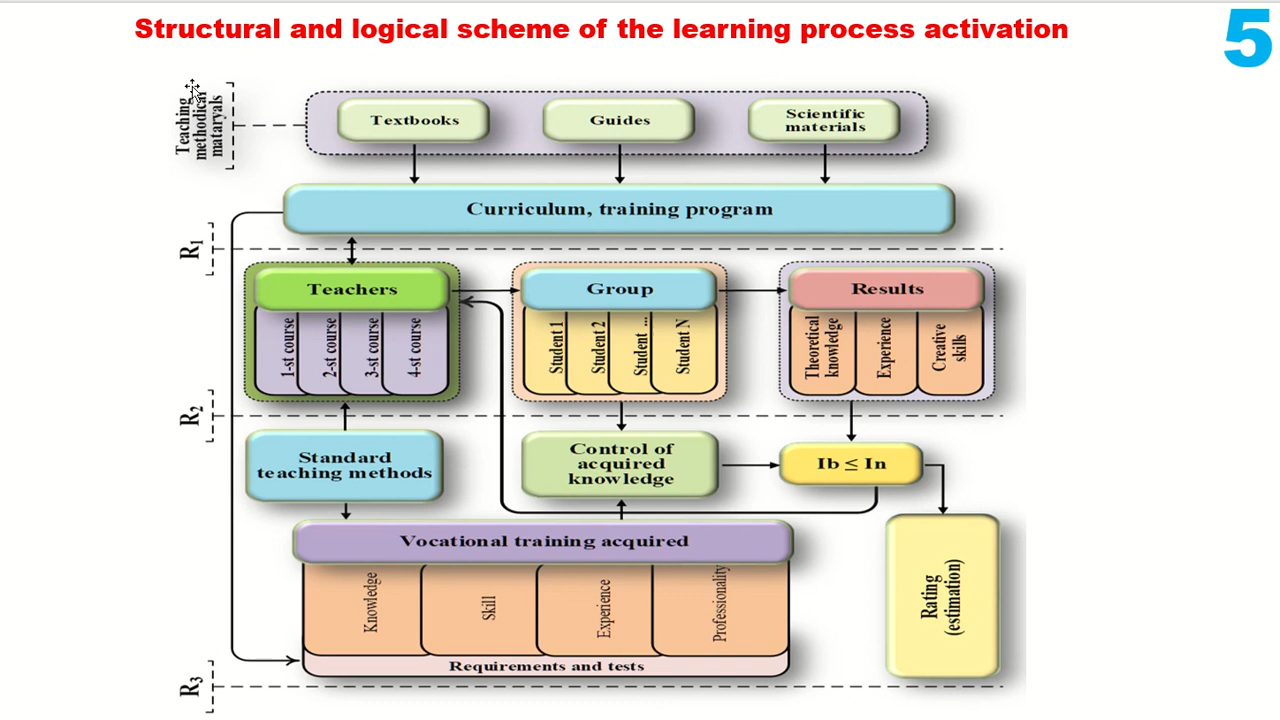 Structural and logical scheme of the learning process activation
5
Teaching
methodical
mataryals
Textbooks
Guides
Scientific
materials
Curriculum, training program
R1
Teachers
1-st course
2-st course
3-st course
4-st course
Group
Student 1
Student 2
Student ...
Student N
Results
Theoretical
knowledge
Experience
Creative
skills
R2
Standard
teaching methods
Control of
acquired
knowledge
Ib ≤ In
Vocational training acquired
Knowledge
Skill
Experience
Professionality
Requirements and tests
Rating
(estimation)
R3